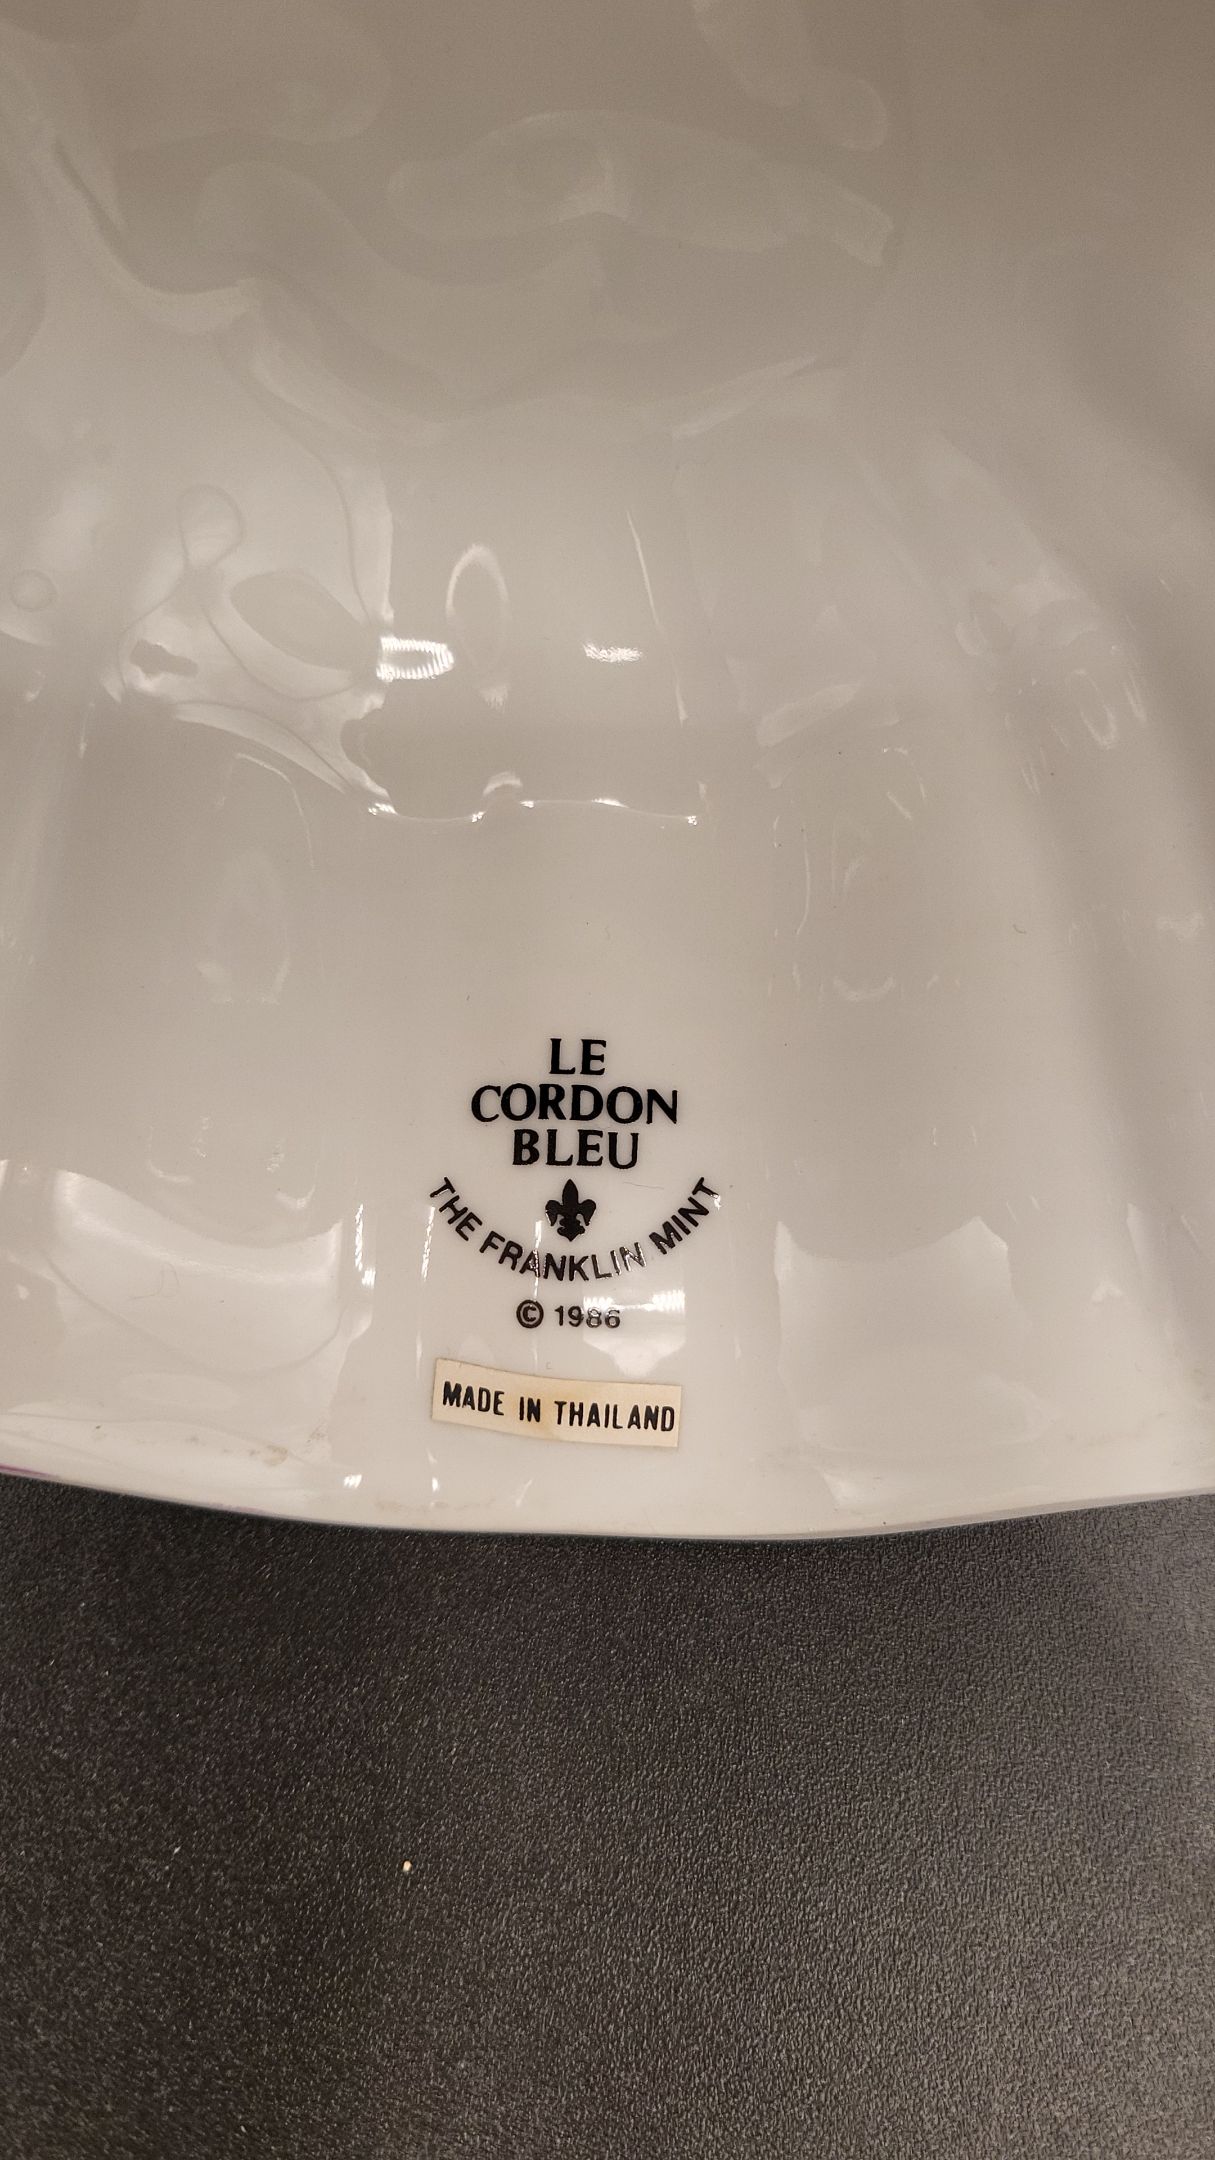 LE
CORDON
BLEU
THE FRANKLIN MINT
© 1986
MADE IN THAILAND